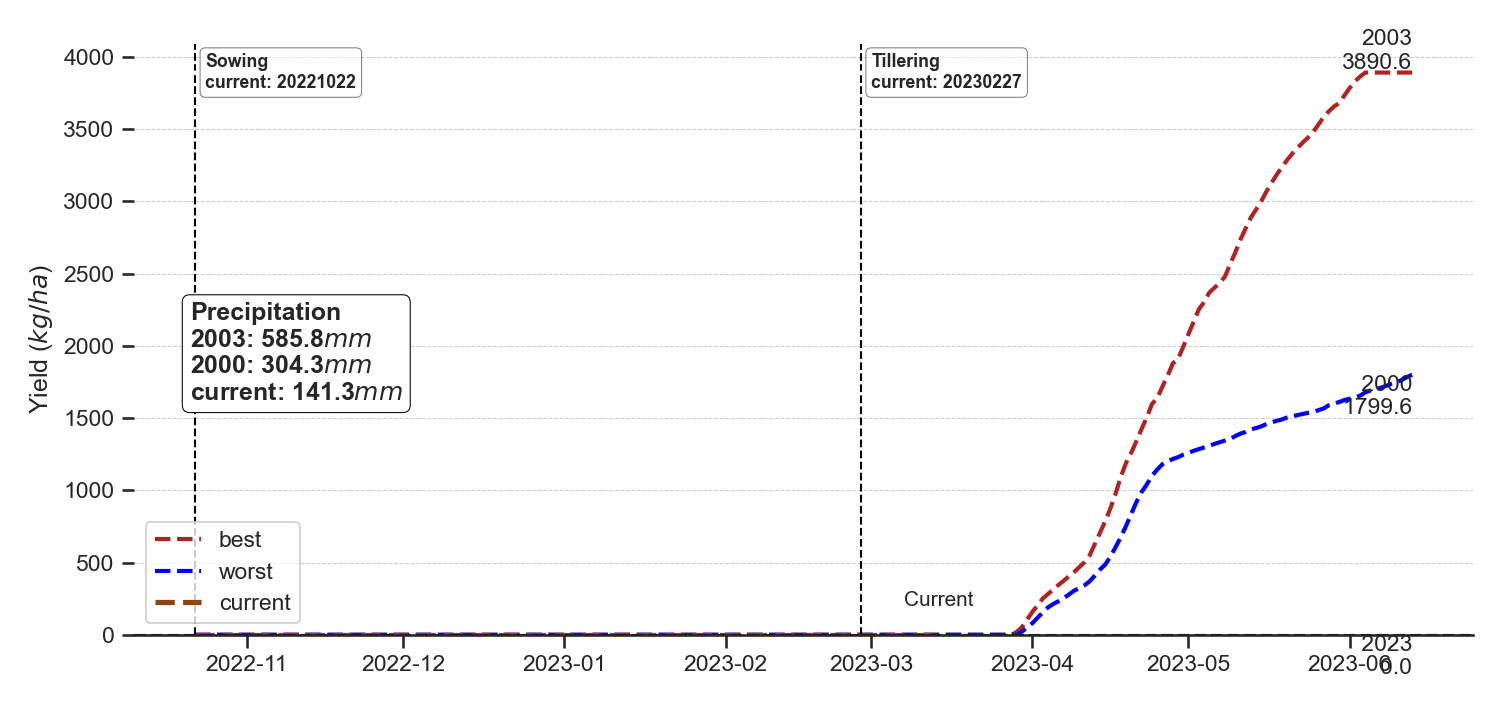 2003
3890.6
Sowing
current: 20221022
Tillering
current: 20230227
4000
3500
3000
2500
2000
1500
1000
500
0
Yield (kg/ha)
Precipitation
2003: 585.8mm
2000: 304.3mm
current: 141.3mm
2000
1799.6
best
worst
current
Current
2023
0.0
2022-11
2022-12
2023-01
2023-02
2023-03
2023-04
2023-05
2023-06